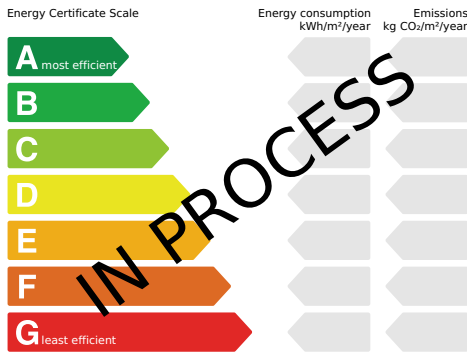 Energy Certificate Scale
Energy consumption
kWh/m²/year
Emissions
kg CO₂/m²/year
A most efficient
B
C
D
E
F
G least efficient
IN PROCESS